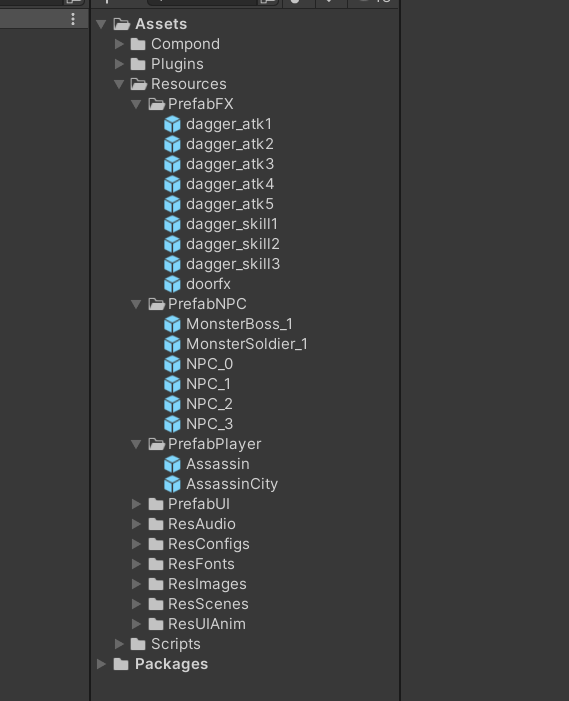 Assets
Compond
Plugins
Resources
PrefabFX
dagger_atk1
dagger_atk2
dagger_atk3
dagger_atk4
dagger_atk5
dagger_skill1
dagger_skill2
dagger_skill3
doorfx
PrefabNPC
MonsterBoss_1
MonsterSoldier_1
NPC_0
NPC_1
NPC_2
NPC_3
PrefabPlayer
Assassin
AssassinCity
PrefabUI
ResAudio
ResConfigs
ResFonts
ResImages
ResScenes
ResUIAnim
Scripts
Packages